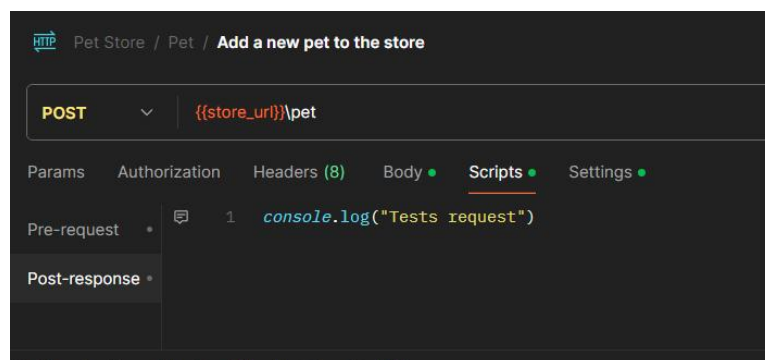 HTTP Pet Store / Pet / Add a new pet to the store
POST {{store_url}}\pet
Params Authorization Headers (8) Body Scripts Settings
Pre-request 1 console.log("Tests request")
Post-response